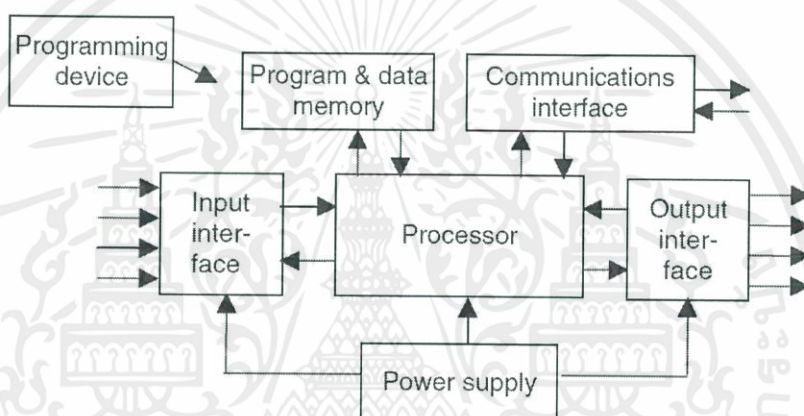 Programming
device
Program & data
memory
Communications
interface
Input
inter-
face
Processor
Output
inter-
face
Power supply